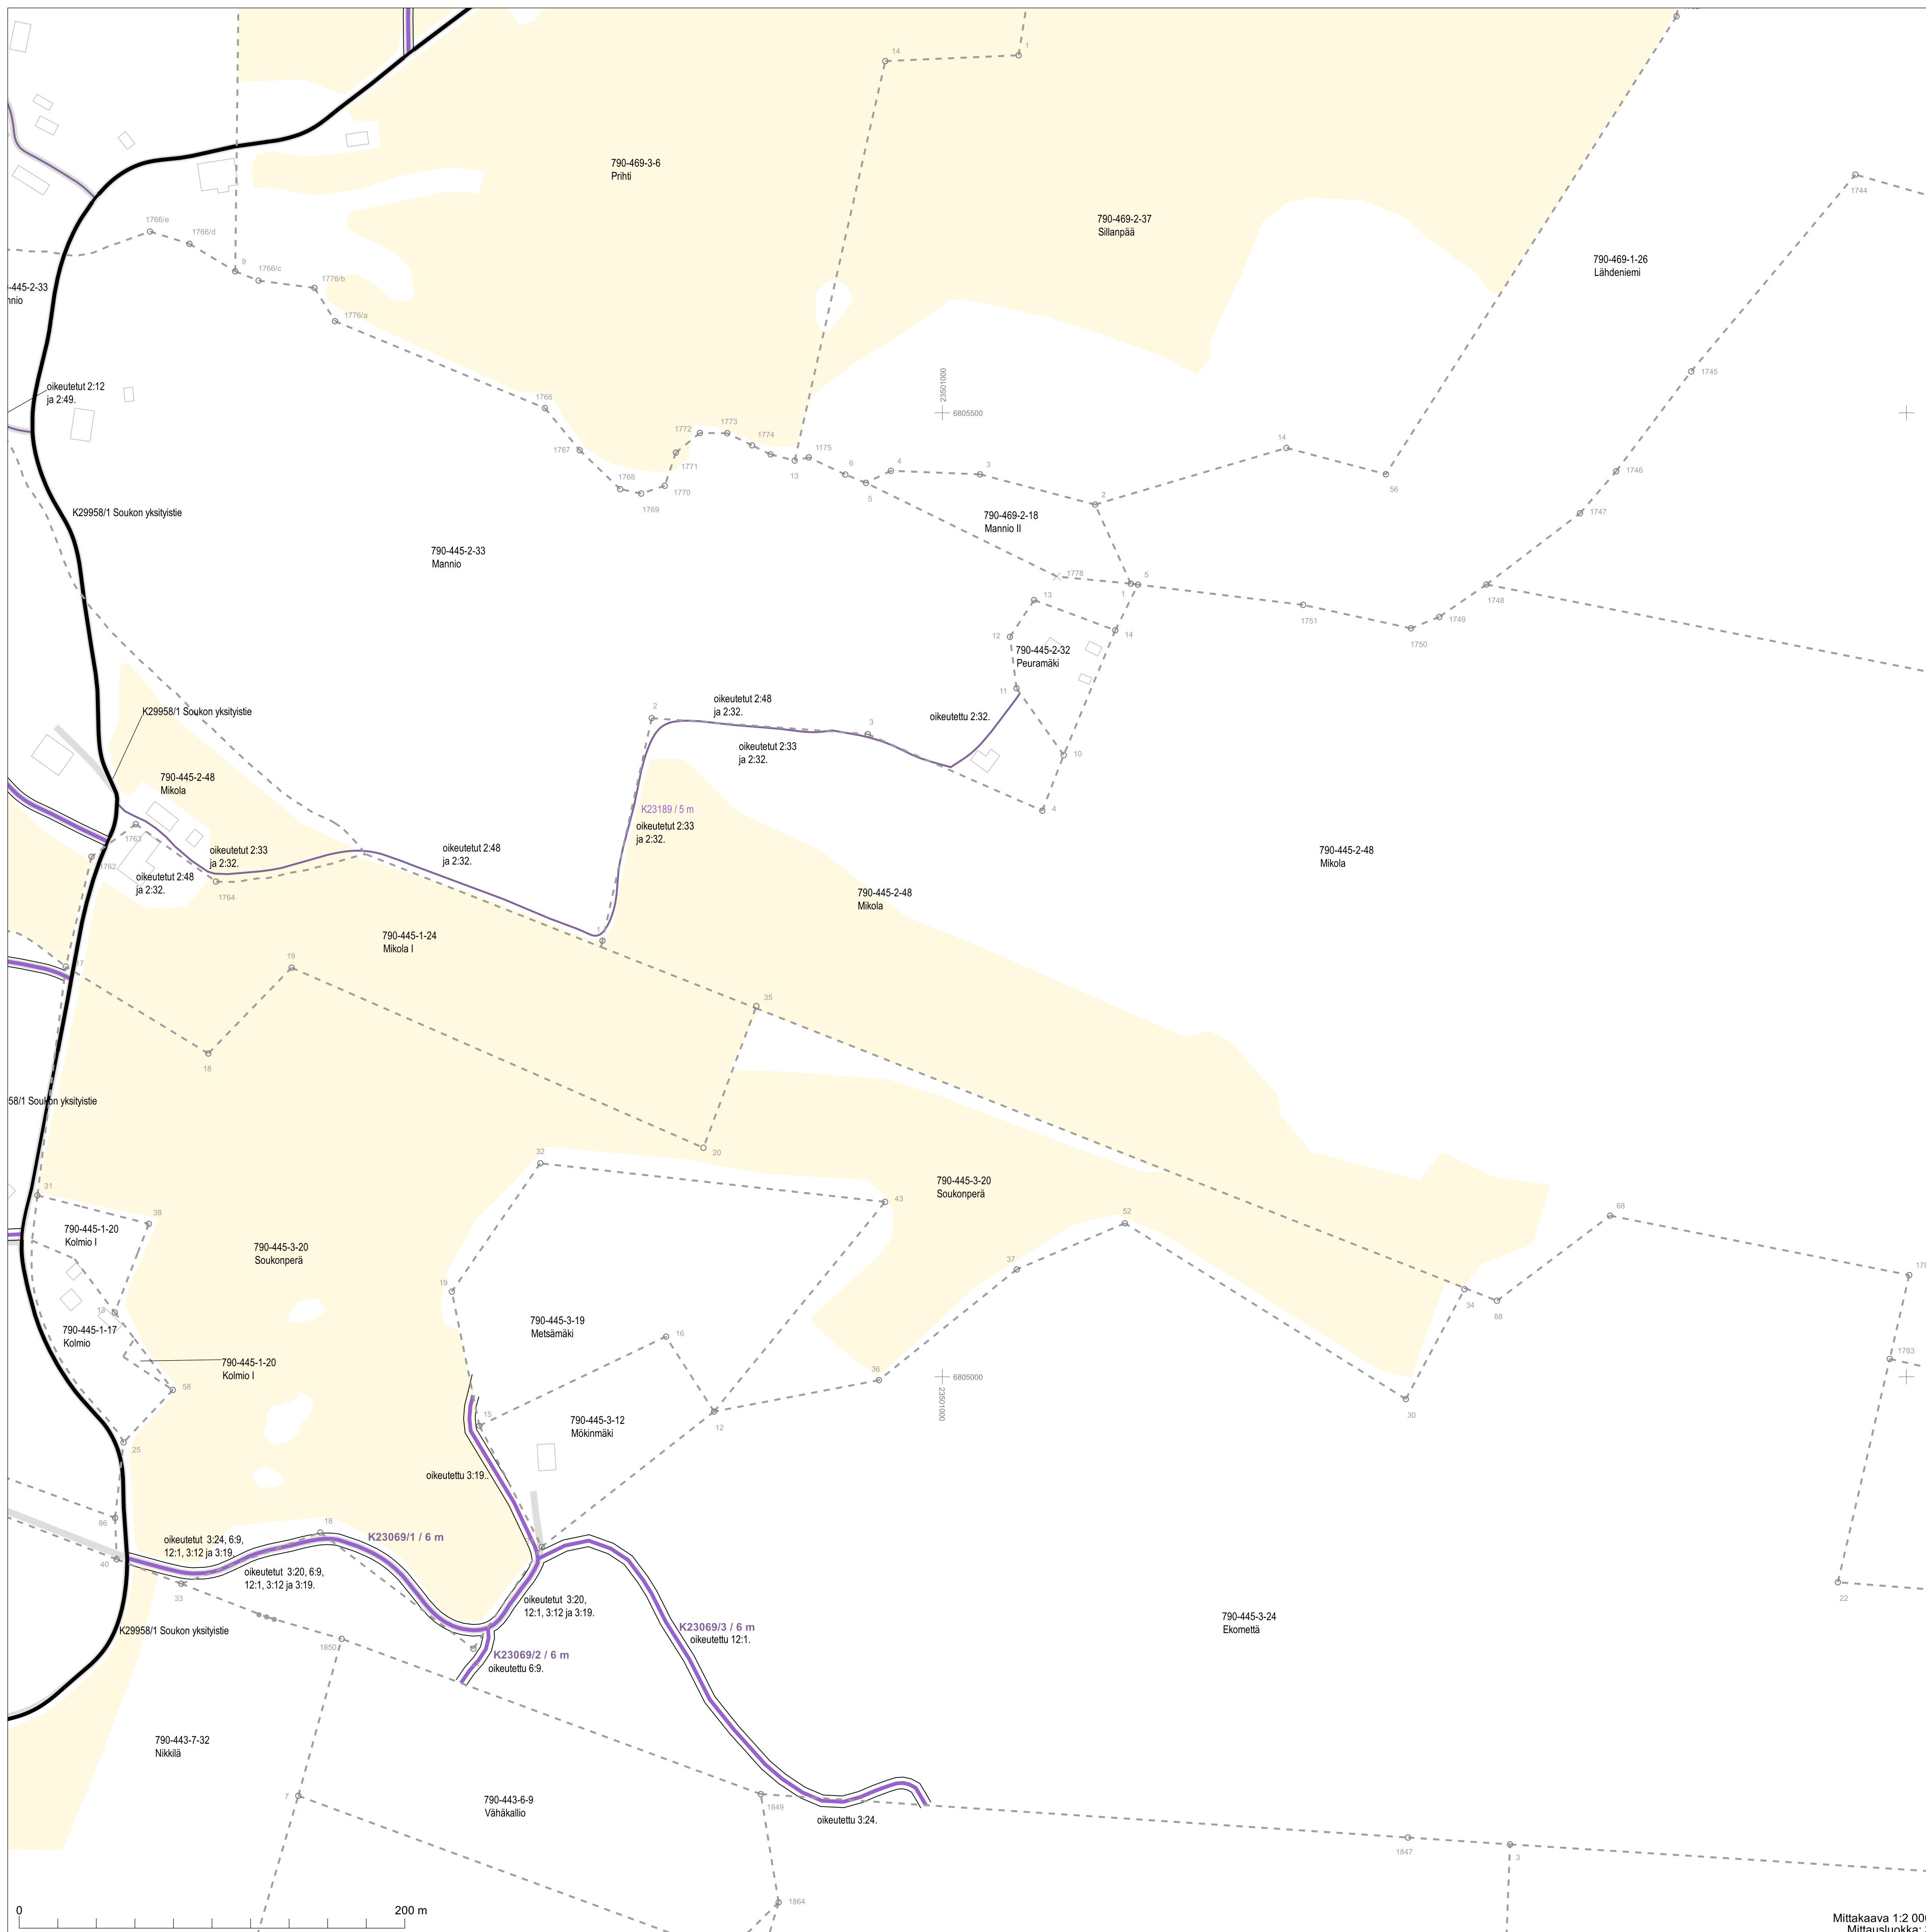 14
1
790-469-3-6
Prihti
790-469-2-37
Sillanpää
1744
790-469-1-26
Lähdeniemi
1766/e
1766/d
9
1766/c
1776/b
1776/a
-445-2-33
nnio
oikeutetut 2:12
ja 2:49.
1766
1767
1768
1769
1770
1771
1772
1773
1774
13
1175
6
5
4
3
2
14
56
23501000
6805500
1745
1746
1747
1748
1749
1750
1751
K29958/1 Soukon yksityistie
790-445-2-33
Mannio
790-469-2-18
Mannio II
1778
1
5
13
12
14
11
10
790-445-2-32
Peuramäki
K29958/1 Soukon yksityistie
790-445-2-48
Mikola
2
oikeutetut 2:48
ja 2:32.
3
oikeutettu 2:32.
oikeutetut 2:33
ja 2:32.
4
K23189 / 5 m
oikeutetut 2:33
ja 2:32.
1763
1762
oikeutetut 2:33
ja 2:32.
oikeutetut 2:48
ja 2:32.
oikeutetut 2:48
ja 2:32.
1764
790-445-2-48
Mikola
790-445-2-48
Mikola
790-445-1-24
Mikola I
1
17
19
18
35
20
58/1 Soukon yksityistie
32
43
31
38
790-445-1-20
Kolmio I
790-445-3-20
Soukonperä
790-445-3-20
Soukonperä
52
37
68
34
88
19
13
790-445-1-17
Kolmio
790-445-1-20
Kolmio I
58
790-445-3-19
Metsämäki
16
36
6805000
23501000
1783
30
15
790-445-3-12
Mökinmäki
12
25
oikeutettu 3:19..
86
40
18
K23069/1 / 6 m
oikeutetut 3:24, 6:9,
12:1, 3:12 ja 3:19.
oikeutetut 3:20, 6:9,
12:1, 3:12 ja 3:19.
33
oikeutetut 3:20,
12:1, 3:12 ja 3:19.
22
790-445-3-24
Ekomettä
K23069/3 / 6 m
oikeutettu 12:1.
K29958/1 Soukon yksityistie
1850
K23069/2 / 6 m
oikeutettu 6:9.
790-443-7-32
Nikkilä
7
790-443-6-9
Vähäkallio
1849
oikeutettu 3:24.
1847
3
1864
0
200 m
Mittakaava 1:2 000
Mittausluokka: